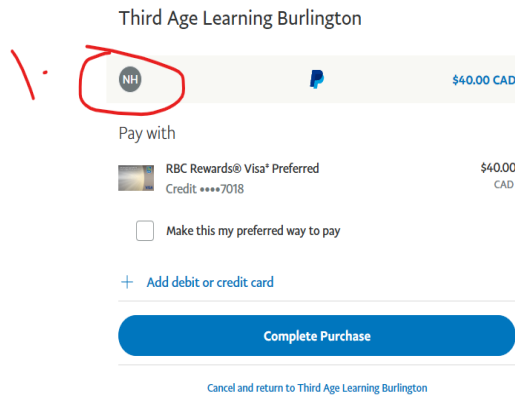 Third Age Learning Burlington
NH $40.00 CAD
Pay with
RBC Rewards® Visa‡ Preferred $40.00
Credit ••••7018 CAD
Make this my preferred way to pay
+ Add debit or credit card
Complete Purchase
Cancel and return to Third Age Learning Burlington